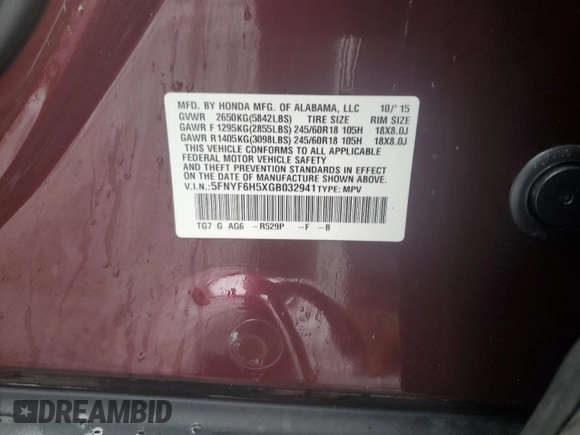 MFD. BY HONDA MFG. OF ALABAMA, LLC 10/'15
GVWR 2650KG(5842LBS) TIRE SIZE RIM SIZE
GAWR F 1295KG(2855LBS) 245/60R18 105H 18X8.0J
GAWR R1405KG(3098LBS) 245/60R18 105H 18X8.0J
THIS VEHICLE CONFORMS TO ALL APPLICABLE
FEDERAL MOTOR VEHICLE SAFETY
AND THEFT PREVENTION STANDARDS IN EFFECT ON
THE DATE OF MANUFACTURE SHOWN ABOVE.
V.I.N.:5FNYF6H5XGB032941 TYPE: MPV
TG7 G AG6 -R529P -F -B
DREAMBID